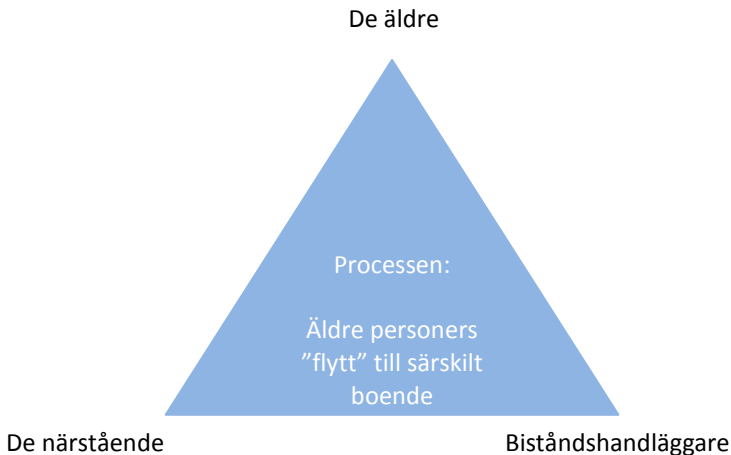 De äldre
Processen:
Äldre personers
”flytt” till särskilt
boende
De närstående
Biståndshandläggare